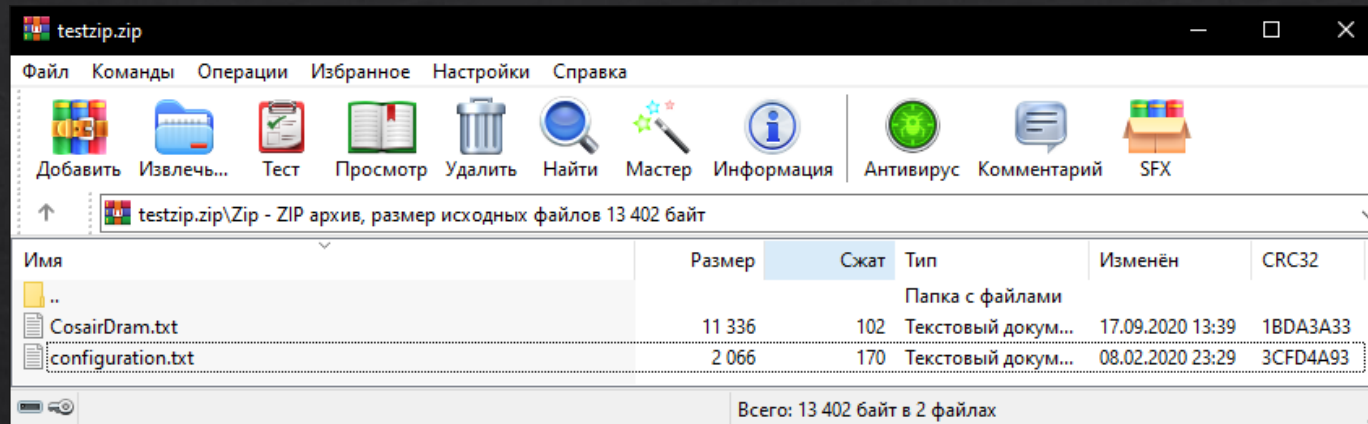 testzip.zip
Файл Команды Операции Избранное Настройки Справка
Добавить Извлечь... Тест Просмотр Удалить Найти Мастер Информация Антивирус Комментарий SFX
testzip.zip\Zip - ZIP архив, размер исходных файлов 13 402 байт
Имя Размер Сжат Тип Изменён CRC32
.. Папка с файлами
CosairDram.txt 11 336 102 Текстовый докум... 17.09.2020 13:39 1BDA3A33
configuration.txt 2 066 170 Текстовый докум... 08.02.2020 23:29 3CFD4A93
Всего: 13 402 байт в 2 файлах